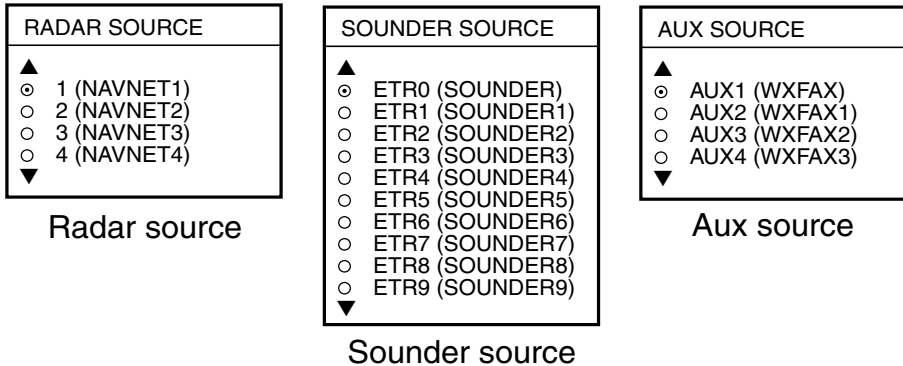 RADAR SOURCE
1 (NAVNET1)
2 (NAVNET2)
3 (NAVNET3)
4 (NAVNET4)
Radar source
SOUNDER SOURCE
ETR0 (SOUNDER)
ETR1 (SOUNDER1)
ETR2 (SOUNDER2)
ETR3 (SOUNDER3)
ETR4 (SOUNDER4)
ETR5 (SOUNDER5)
ETR6 (SOUNDER6)
ETR7 (SOUNDER7)
ETR8 (SOUNDER8)
ETR9 (SOUNDER9)
Sounder source
AUX SOURCE
AUX1 (WXFAX)
AUX2 (WXFAX1)
AUX3 (WXFAX2)
AUX4 (WXFAX3)
Aux source